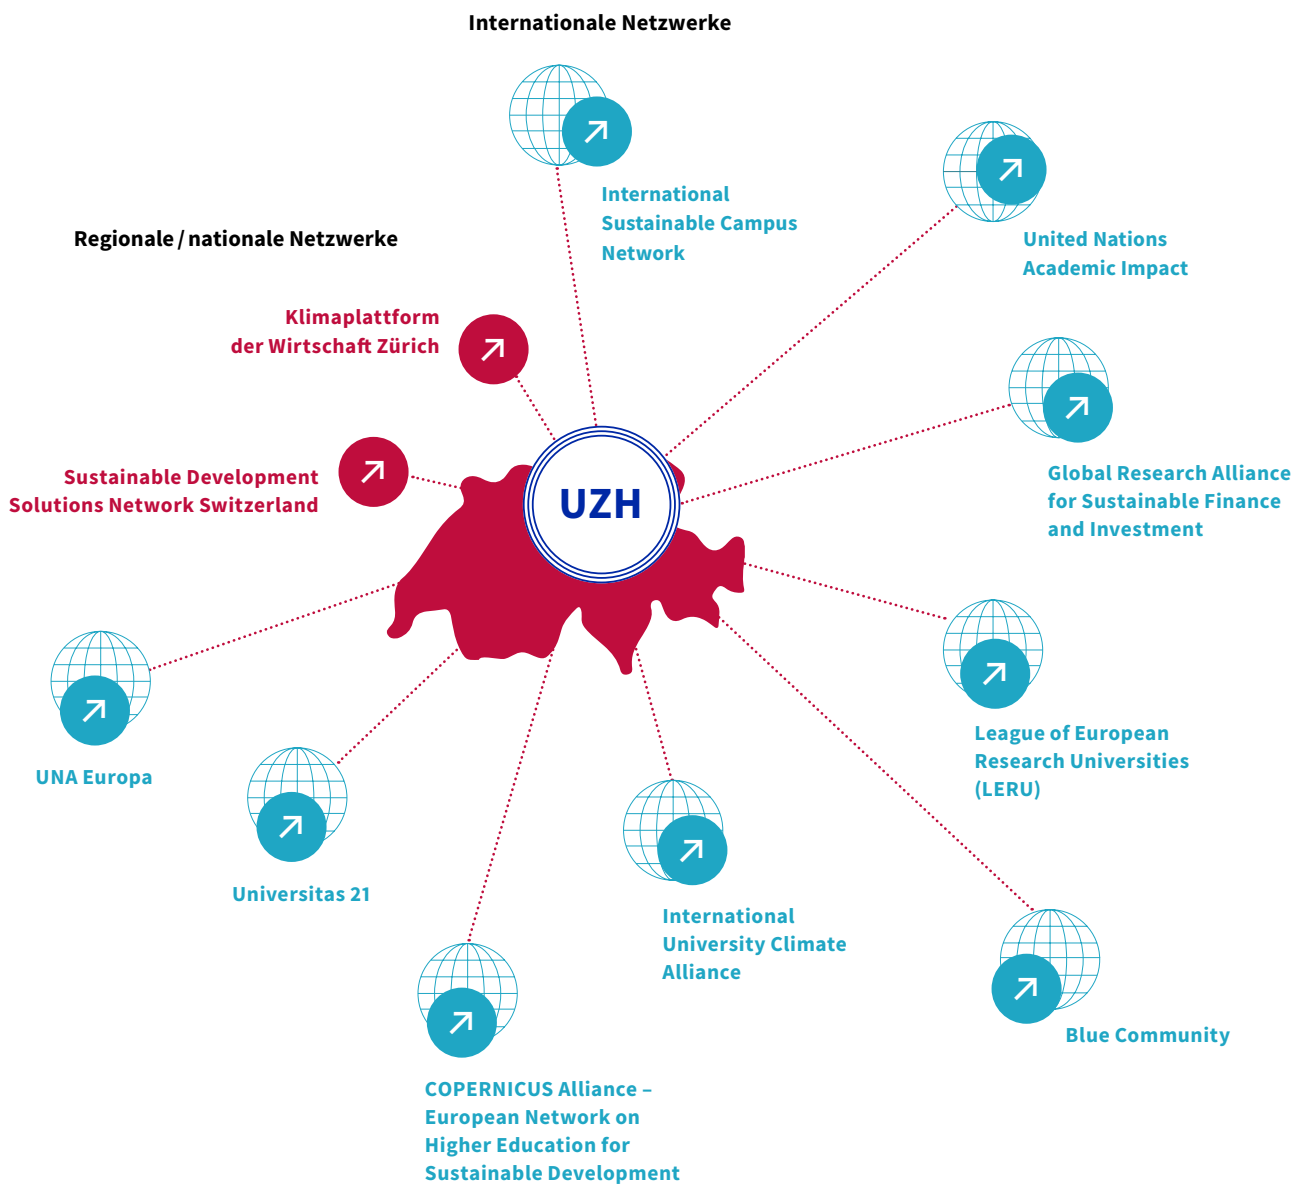 Internationale Netzwerke
International
Sustainable Campus
Network
United Nations
Academic Impact
Regionale / nationale Netzwerke
Klimaplattform
der Wirtschaft Zürich
Sustainable Development
Solutions Network Switzerland
UZH
Global Research Alliance
for Sustainable Finance
and Investment
League of European
Research Universities
(LERU)
UNA Europa
Universitas 21
International
University Climate
Alliance
Blue Community
COPERNICUS Alliance –
European Network on
Higher Education for
Sustainable Development